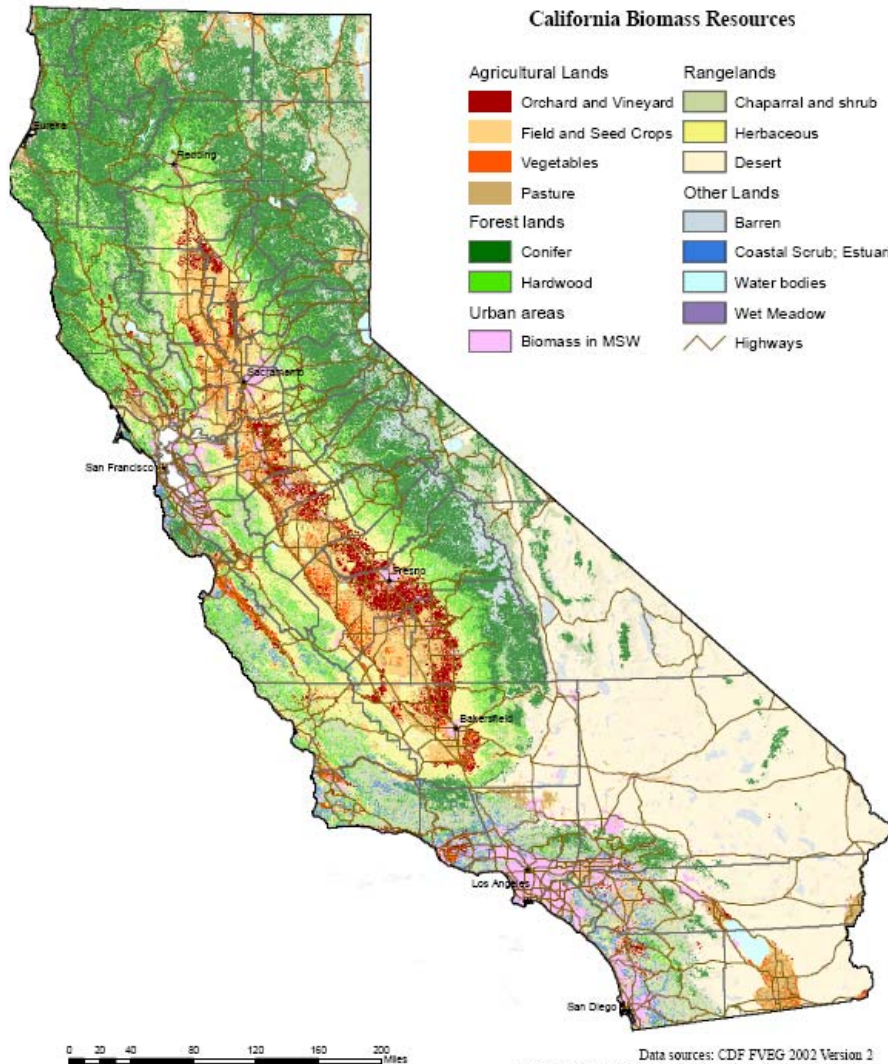 California Biomass Resources
Agricultural Lands
Orchard and Vineyard
Field and Seed Crops
Vegetables
Pasture
Forest lands
Conifer
Hardwood
Urban areas
Biomass in MSW
Rangelands
Chaparral and shrub
Herbaceous
Desert
Other Lands
Barren
Coastal Scrub; Estuari
Water bodies
Wet Meadow
Highways
Eureka
Redding
Sacramento
San Francisco
Fresno
Bakersfield
Los Angeles
San Diego
0 20 40 80 120 160 200
Miles
Data sources: CDF FVEG 2002 Version 2